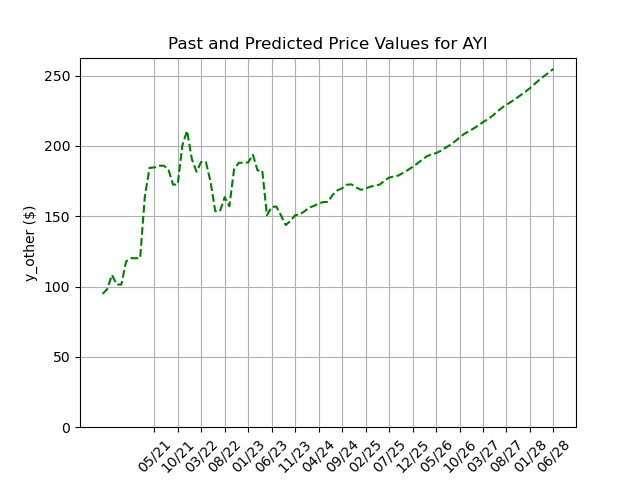 Past and Predicted Price Values for AYI
y_other ($)
250
200
150
100
50
0
05/21 10/21 03/22 08/22 01/23 06/23 11/23 04/24 09/24 02/25 07/25 12/25 05/26 10/26 03/27 08/27 01/28 06/28